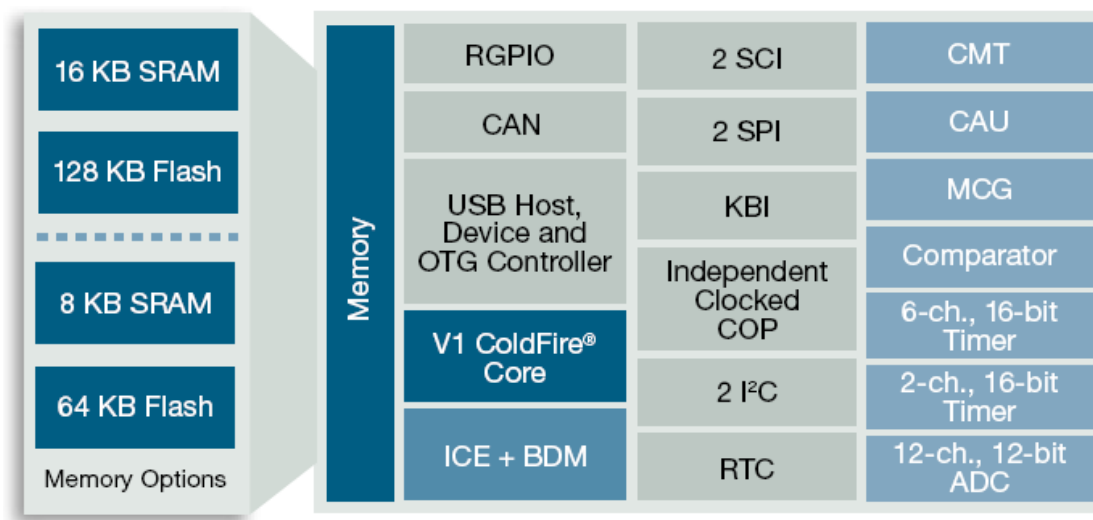 16 KB SRAM
128 KB Flash
8 KB SRAM
64 KB Flash
Memory Options
Memory
RGPIO
CAN
USB Host,
Device and
OTG Controller
V1 ColdFire®
Core
ICE + BDM
2 SCI
2 SPI
KBI
Independent
Clocked
COP
2 I²C
RTC
CMT
CAU
MCG
Comparator
6-ch., 16-bit
Timer
2-ch., 16-bit
Timer
12-ch., 12-bit
ADC